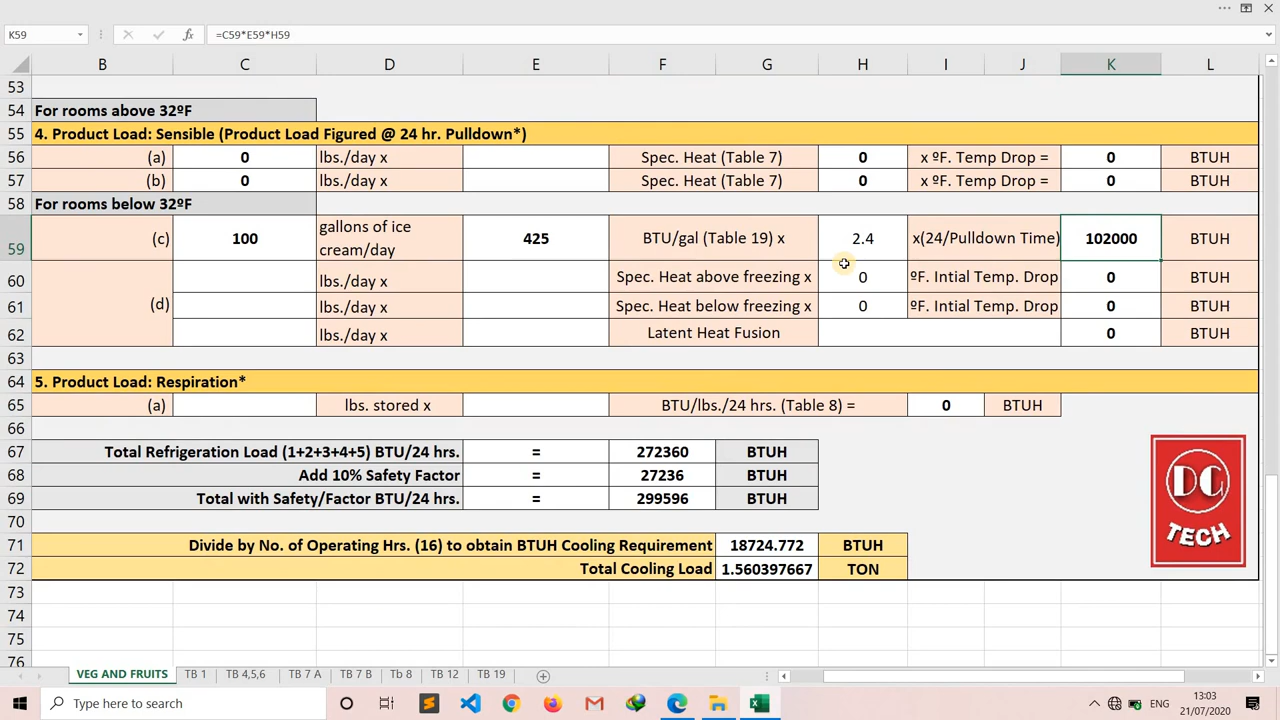 K59 =C59*E59*H59
B C D E F G H I J K L
53
54 For rooms above 32ºF
55 4. Product Load: Sensible (Product Load Figured @ 24 hr. Pulldown*)
56 (a) 0 lbs./day x Spec. Heat (Table 7) 0 x ºF. Temp Drop = 0 BTUH
57 (b) 0 lbs./day x Spec. Heat (Table 7) 0 x ºF. Temp Drop = 0 BTUH
58 For rooms below 32ºF
59 (c) 100 gallons of ice cream/day 425 BTU/gal (Table 19) x 2.4 x(24/Pulldown Time) 102000 BTUH
60 lbs./day x Spec. Heat above freezing x 0 ºF. Intial Temp. Drop 0 BTUH
(d)
61 lbs./day x Spec. Heat below freezing x 0 ºF. Intial Temp. Drop 0 BTUH
62 lbs./day x Latent Heat Fusion 0 BTUH
63
64 5. Product Load: Respiration*
65 (a) lbs. stored x BTU/lbs./24 hrs. (Table 8) = 0 BTUH
66
67 Total Refrigeration Load (1+2+3+4+5) BTU/24 hrs. = 272360 BTUH
68 Add 10% Safety Factor = 27236 BTUH
69 Total with Safety/Factor BTU/24 hrs. = 299596 BTUH
70
71 Divide by No. of Operating Hrs. (16) to obtain BTUH Cooling Requirement 18724.772 BTUH
72 Total Cooling Load 1.560397667 TON
73
74
75
76
DC
TECH
VEG AND FRUITS TB 1 TB 4,5,6 TB 7 A TB 7 B Tb 8 TB 12 TB 19
Type here to search
ENG
13:03
21/07/2020